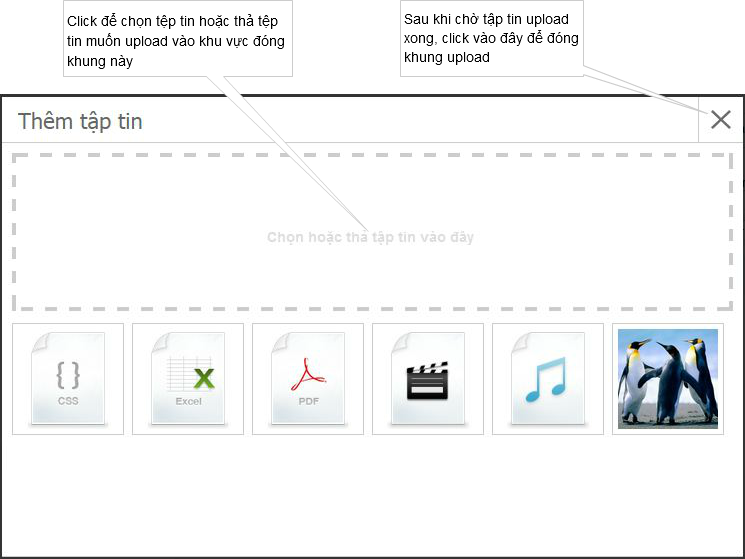 Click để chọn tệp tin hoặc thả tệp
tin muốn upload vào khu vực đóng
khung này
Sau khi chờ tập tin upload
xong, click vào đây để đóng
khung upload
Thêm tập tin
Chọn hoặc thả tập tin vào đây
{ }
CSS
X
Excel
PDF